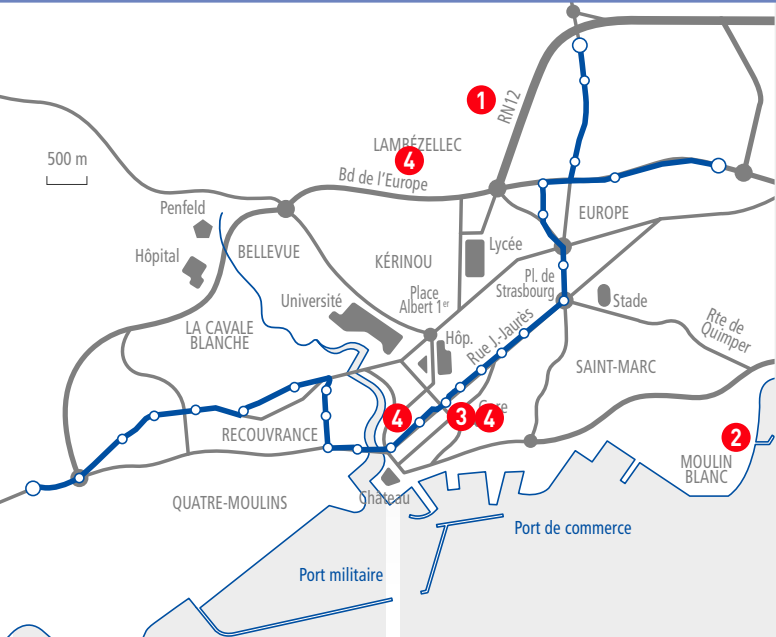 1
RN12
LAMBÉZELLEC
4
500 m
Bd de l'Europe
Penfeld
EUROPE
Hôpital
BELLEVUE
Lycée
KÉRINOU
Pl. de
Strasbourg
Université
Place
Albert 1er
Stade
LA CAVALE
BLANCHE
Hôp.
Rue J.-Jaurès
Rte de
Quimper
SAINT-MARC
4
3
4
Gare
RECOUVRANCE
2
MOULIN
BLANC
QUATRE-MOULINS
Château
Port de commerce
Port militaire